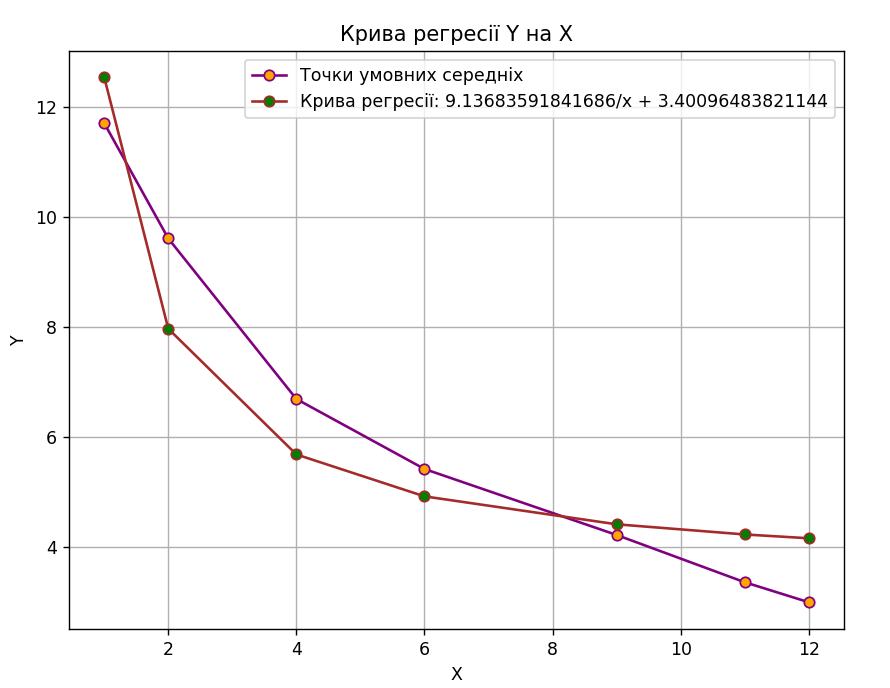 Крива регресії Y на X
Точки умовних середніх
Крива регресії: 9.13683591841686/x + 3.40096483821144
12
10
8
6
4
Y
2 4 6 8 10 12
X